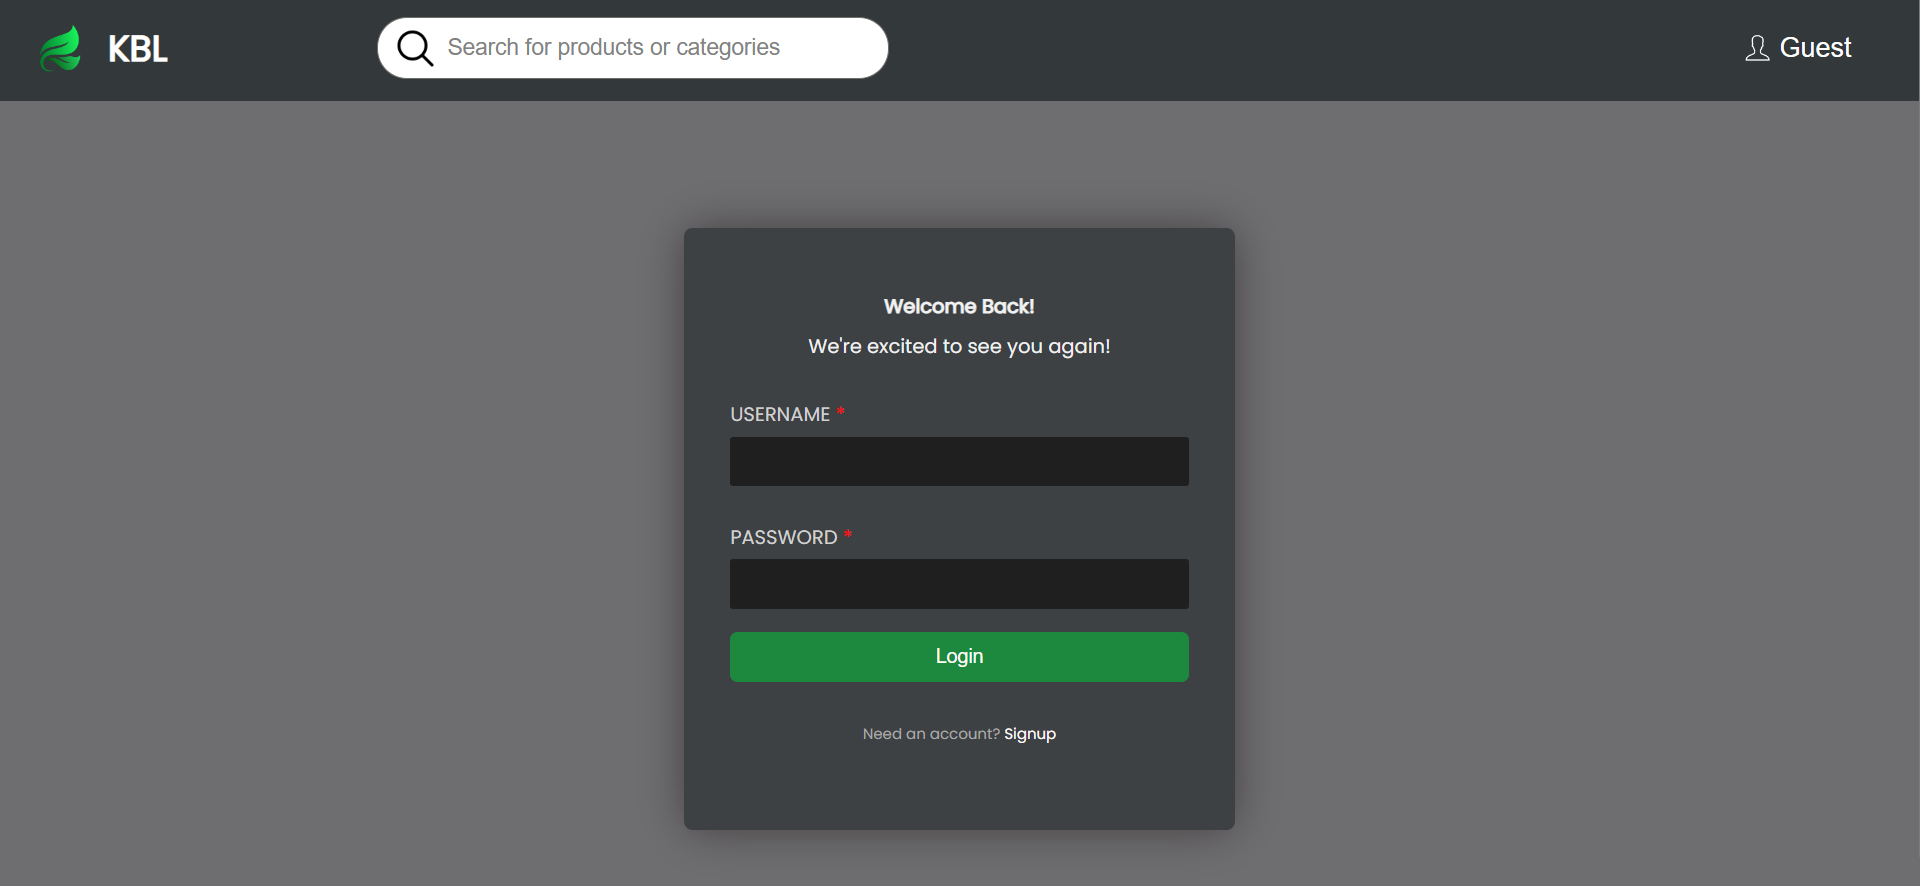 KBL
Search for products or categories
Guest
Welcome Back!
We're excited to see you again!
USERNAME *
PASSWORD *
Login
Need an account? Signup